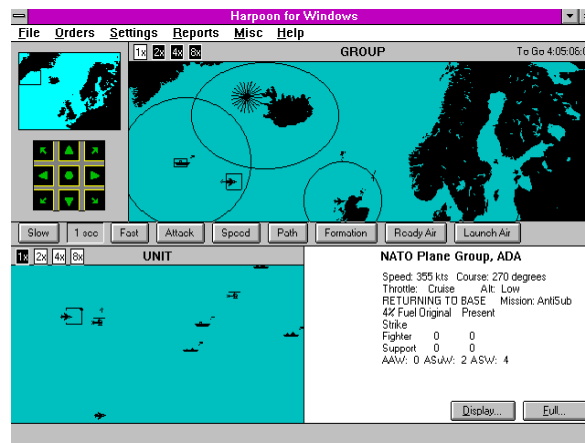 Harpoon for Windows
File Orders Settings Reports Misc Help
1x 2x 4x 8x GROUP To Go 4:05:06:
Slow 1 sec Fast Attack Speed Path Formation Ready Air Launch Air
1x 2x 4x 8x UNIT
NATO Plane Group, ADA
Speed: 355 kts Course: 270 degrees
Throttle: Cruise Alt: Low
RETURNING TO BASE Mission: AntiSub
4% Fuel Original Present
Strike
Fighter 0 0
Support 0 0
AAW: 0 ASuW: 2 ASW: 4
Display... Full...